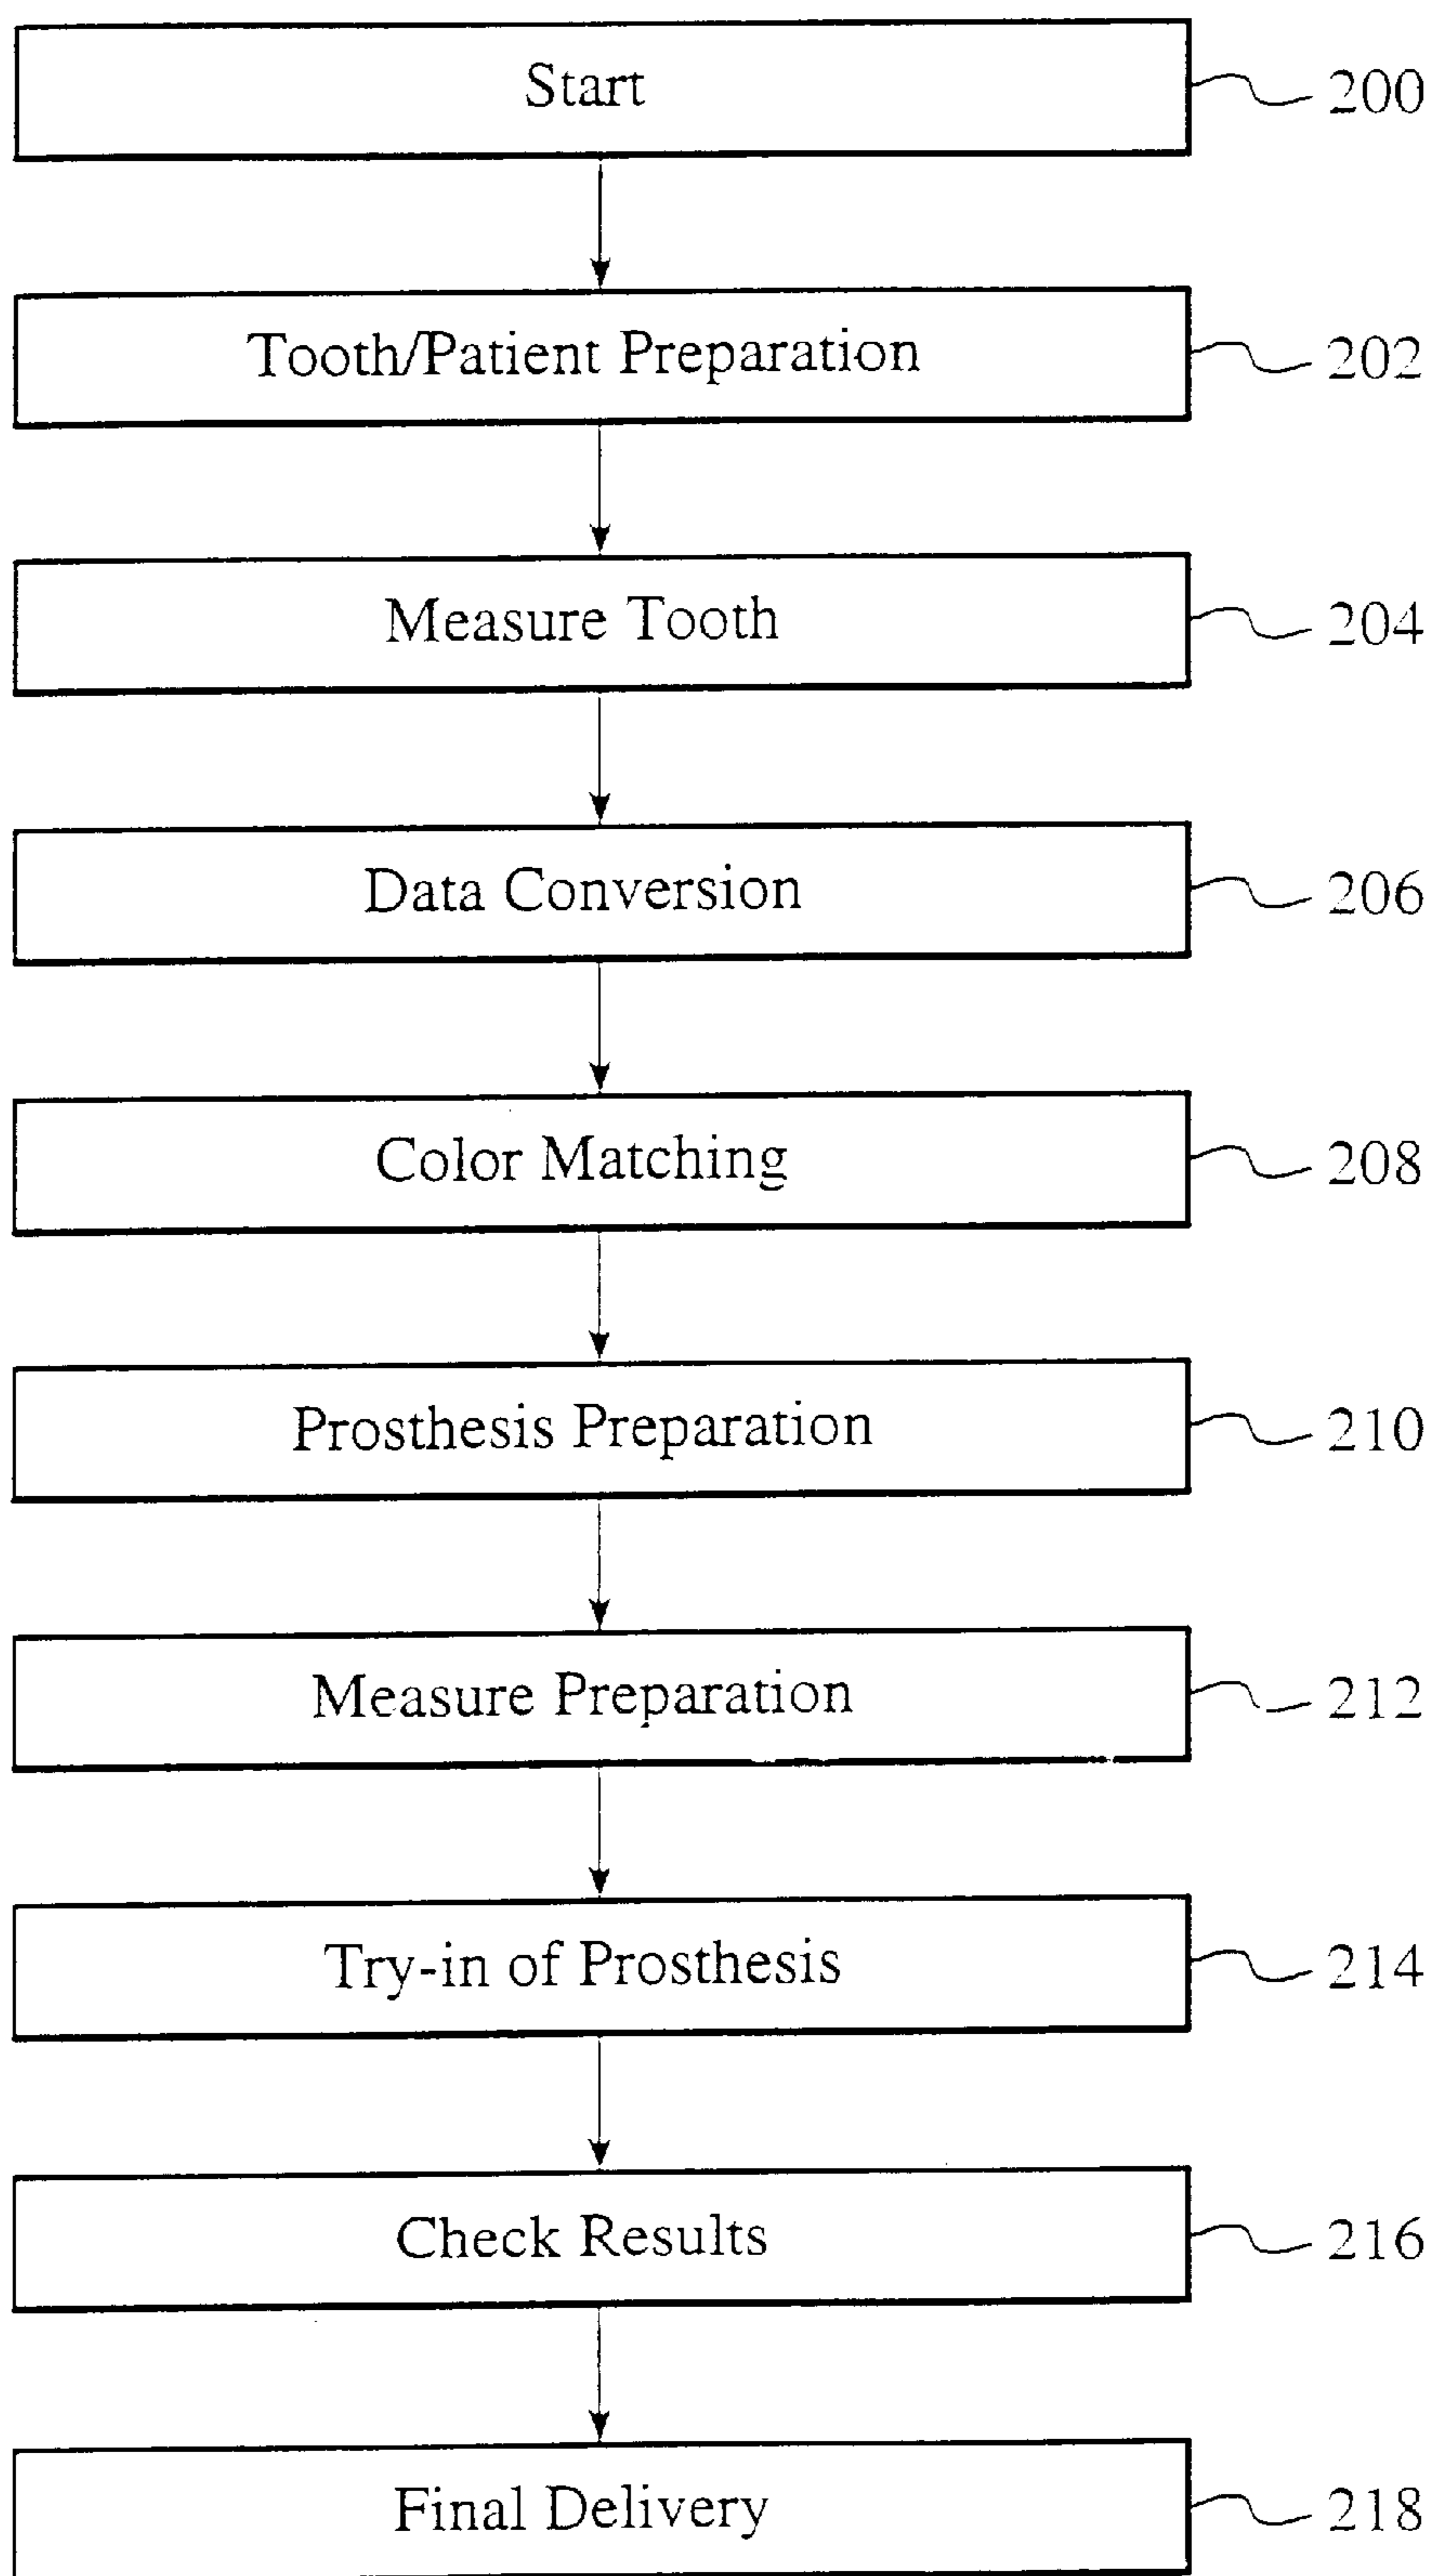 Start 200
Tooth/Patient Preparation 202
Measure Tooth 204
Data Conversion 206
Color Matching 208
Prosthesis Preparation 210
Measure Preparation 212
Try-in of Prosthesis 214
Check Results 216
Final Delivery 218